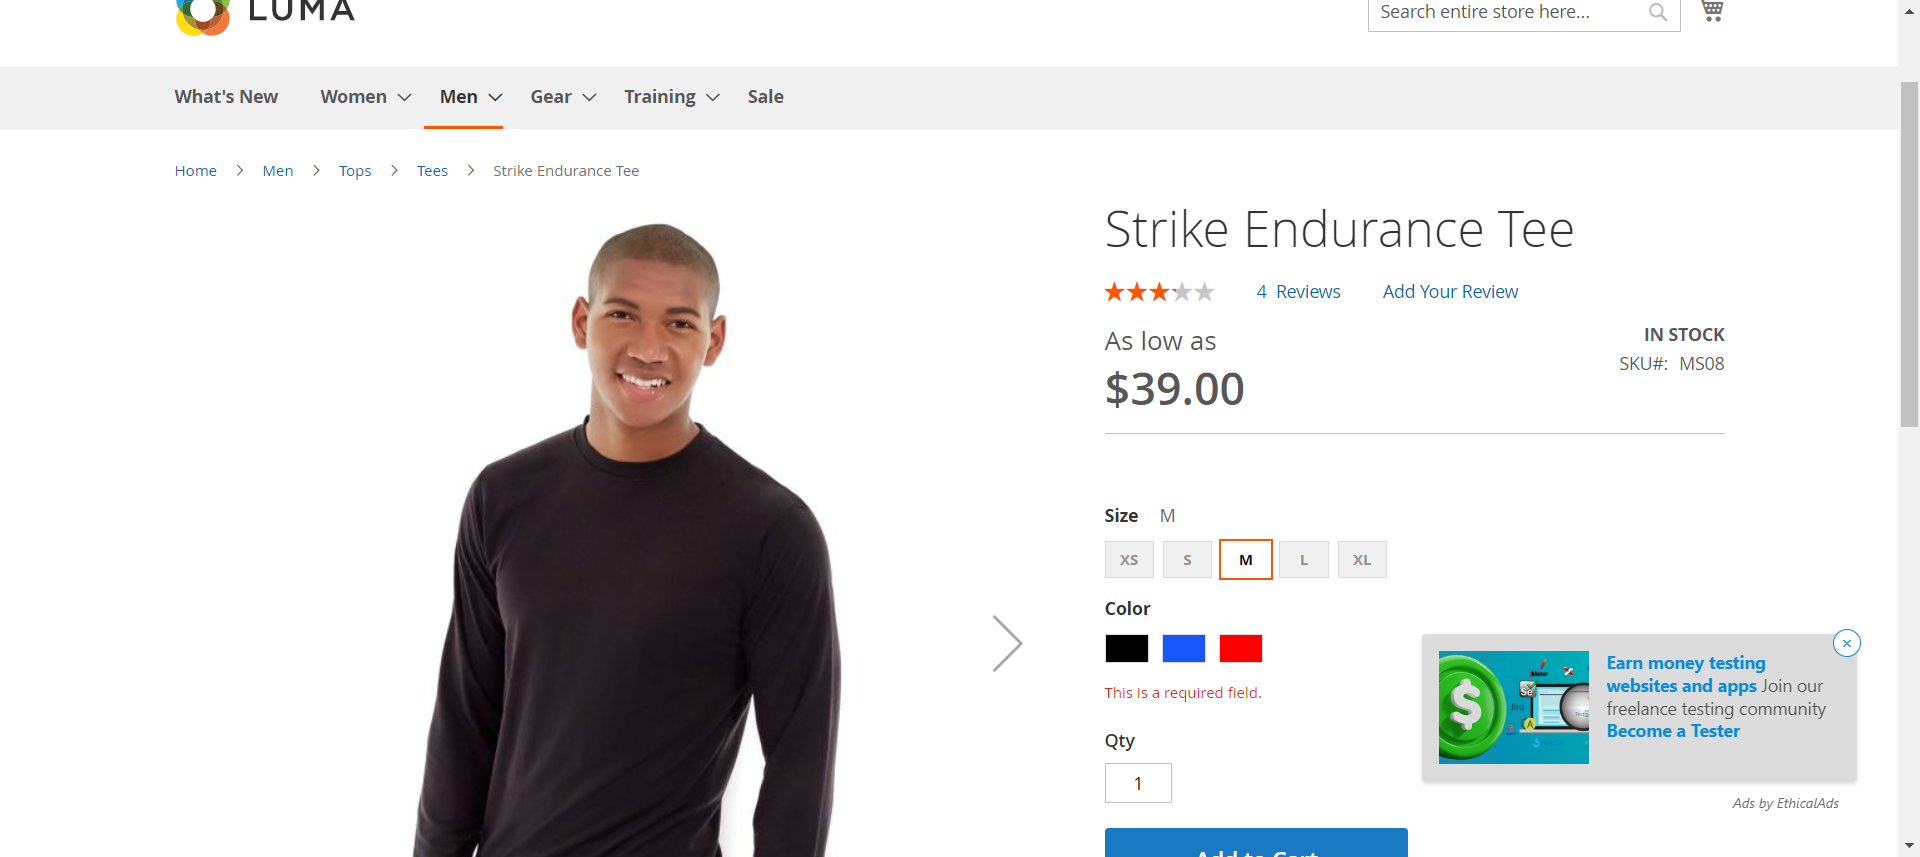 LUMA
Search entire store here...
What's New Women Men Gear Training Sale
Home Men Tops Tees Strike Endurance Tee
Strike Endurance Tee
4 Reviews Add Your Review
As low as
IN STOCK
$39.00
SKU#: MS08
Size M
XS S M L XL
Color
This is a required field.
Qty
1
Add to Cart
Earn money testing
websites and apps Join our
freelance testing community
Become a Tester
Ads by EthicalAds